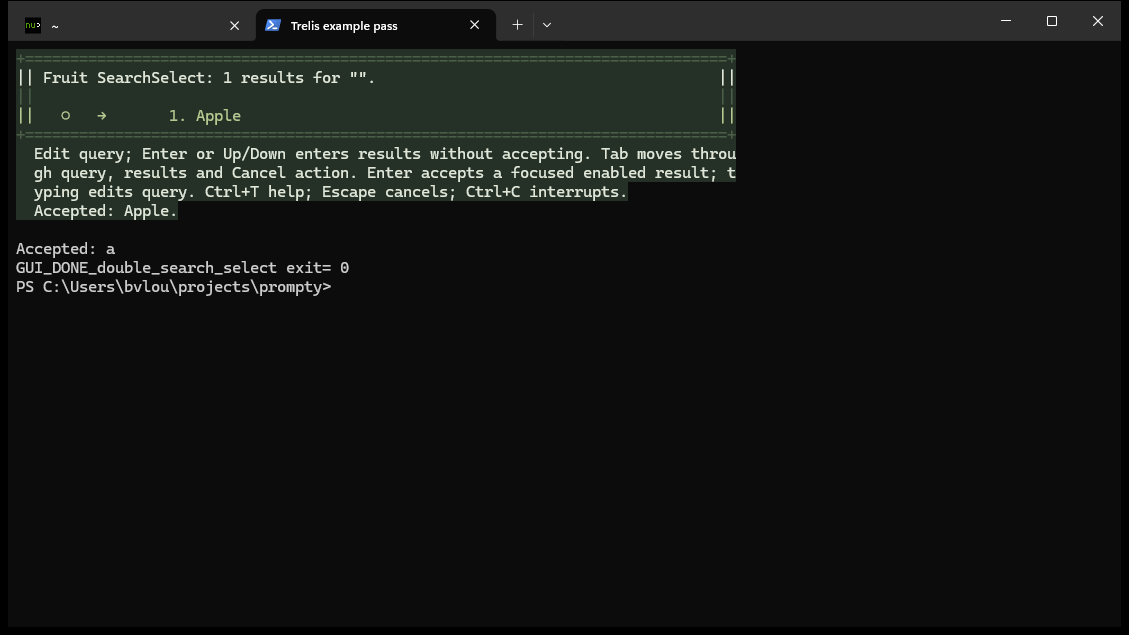 nu> ~
Trelis example pass
+==============================================================================+
|| Fruit SearchSelect: 1 results for "". ||
|| ||
|| ○ → 1. Apple ||
+==============================================================================+
Edit query; Enter or Up/Down enters results without accepting. Tab moves throu
gh query, results and Cancel action. Enter accepts a focused enabled result; t
yping edits query. Ctrl+T help; Escape cancels; Ctrl+C interrupts.
Accepted: Apple.
Accepted: a
GUI_DONE_double_search_select exit= 0
PS C:\Users\bvlou\projects\prompty>